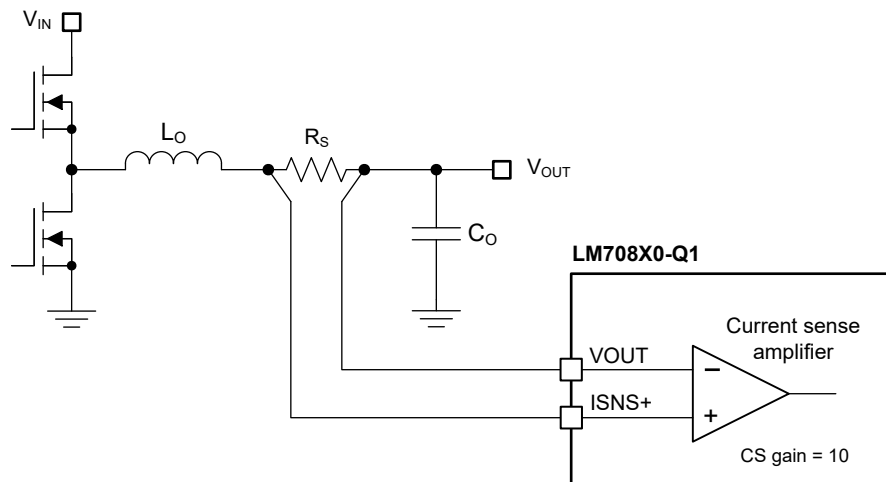 VIN
LO
RS
VOUT
CO
LM708X0-Q1
Current sense
amplifier
VOUT
−
ISNS+
+
CS gain = 10